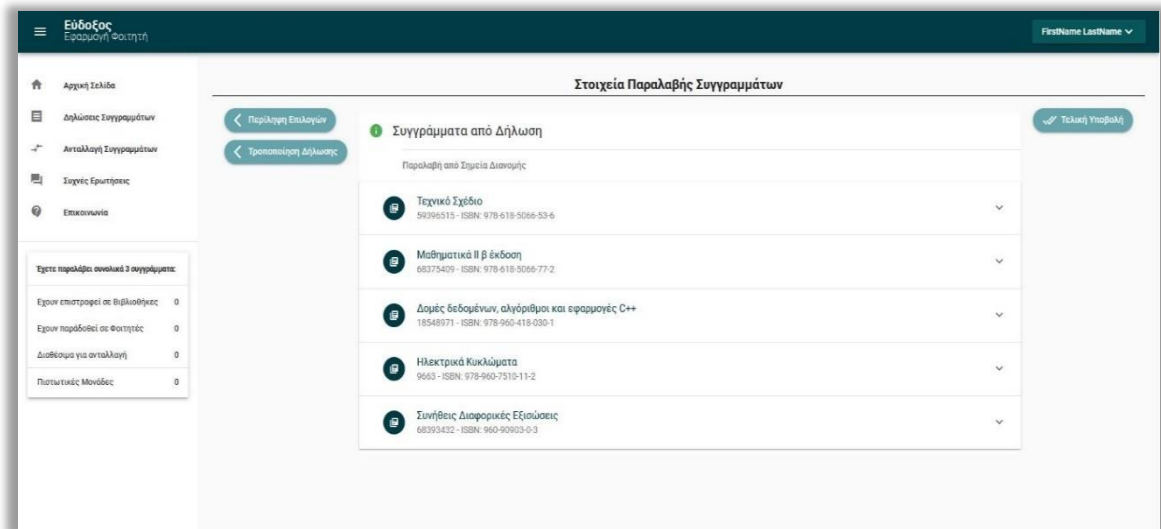 Εύδοξος
Εφαρμογή Φοιτητή
FirstName LastName
Αρχική Σελίδα
Δηλώσεις Συγγραμμάτων
Ανταλλαγή Συγγραμμάτων
Συχνές Ερωτήσεις
Επικοινωνία
Έχετε παραλάβει συνολικά 3 συγγράμματα:
Εχουν επιστραφεί σε Βιβλιοθήκες 0
Εχουν παραδοθεί σε Φοιτητές 0
Διαθέσιμα για ανταλλαγή 0
Πιστωτικές Μονάδες 0
Στοιχεία Παραλαβής Συγγραμμάτων
Περίληψη Επιλογών
Τροποποίηση Δήλωσης
Τελική Υποβολή
Συγγράμματα από Δήλωση
Παραλαβή από Σημεία Διανομής
Τεχνικό Σχέδιο
59396515 - ISBN: 978-618-5066-53-6
Μαθηματικά ΙΙ β έκδοση
68375409 - ISBN: 978-618-5066-77-2
Δομές δεδομένων, αλγόριθμοι και εφαρμογές C++
18548971 - ISBN: 978-960-418-030-1
Ηλεκτρικά Κυκλώματα
9663 - ISBN: 978-960-7510-11-2
Συνήθεις Διαφορικές Εξισώσεις
68393432 - ISBN: 960-90903-0-3